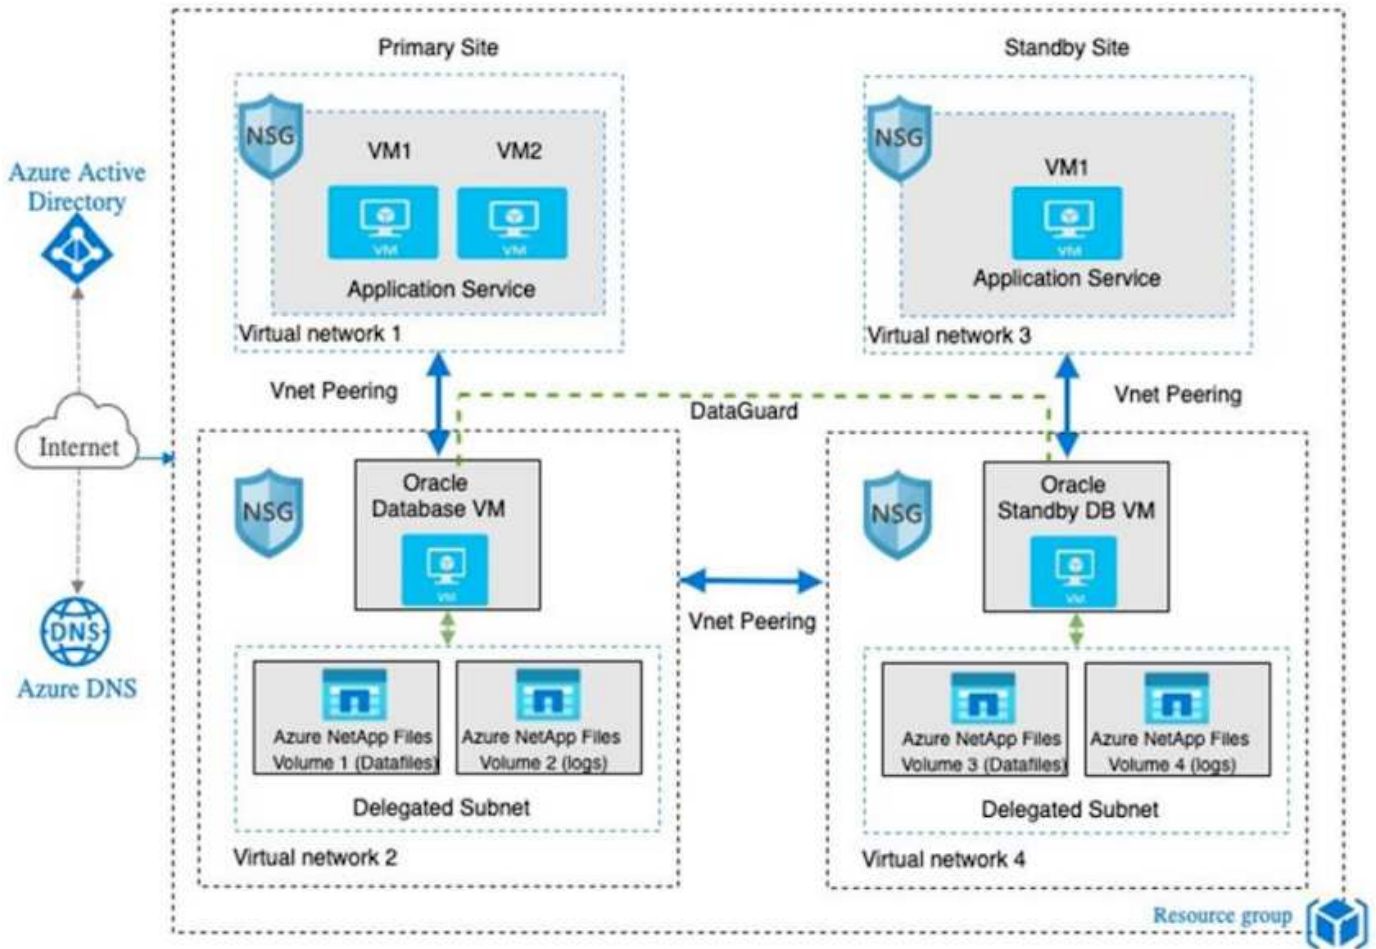 Primary Site
Standby Site
NSG
VM1
VM2
VM
VM
Application Service
Virtual network 1
NSG
VM1
VM
Application Service
Virtual network 3
Azure Active
Directory
Internet
DNS
Azure DNS
Vnet Peering
DataGuard
Vnet Peering
NSG
Oracle
Database VM
VM
Vnet Peering
NSG
Oracle
Standby DB VM
VM
Azure NetApp Files
Volume 1 (Datafiles)
Azure NetApp Files
Volume 2 (logs)
Delegated Subnet
Virtual network 2
Azure NetApp Files
Volume 3 (Datafiles)
Azure NetApp Files
Volume 4 (logs)
Delegated Subnet
Virtual network 4
Resource group